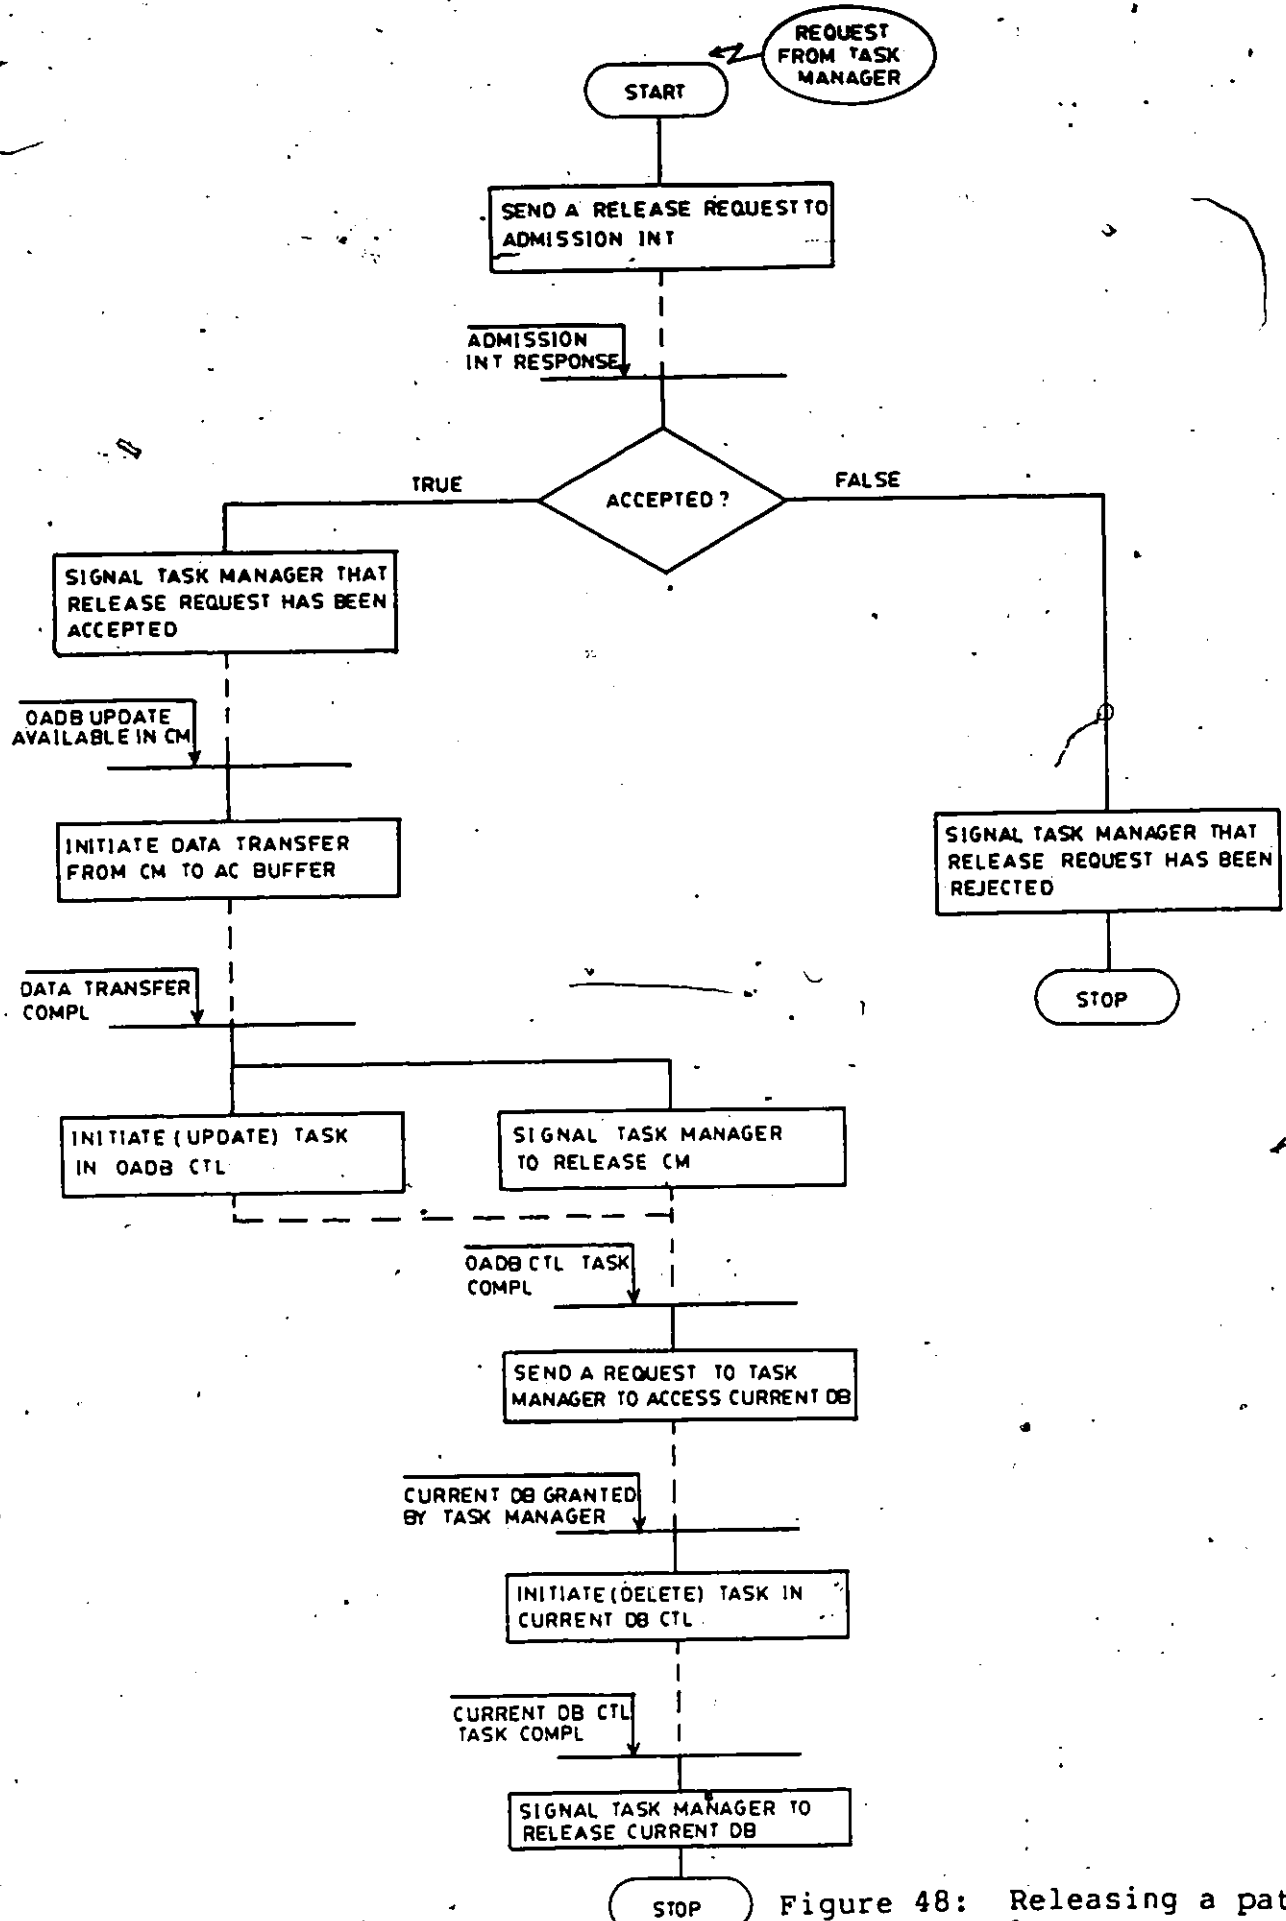 REQUEST
FROM TASK
MANAGER
START
SEND A RELEASE REQUEST TO
ADMISSION INT
ADMISSION
INT RESPONSE
ACCEPTED?
TRUE
FALSE
SIGNAL TASK MANAGER THAT
RELEASE REQUEST HAS BEEN
ACCEPTED
OADB UPDATE
AVAILABLE IN CM
INITIATE DATA TRANSFER
FROM CM TO AC BUFFER
SIGNAL TASK MANAGER THAT
RELEASE REQUEST HAS BEEN
REJECTED
STOP
DATA TRANSFER
COMPL
INITIATE (UPDATE) TASK
IN OADB CTL
SIGNAL TASK MANAGER
TO RELEASE CM
OADB CTL TASK
COMPL
SEND A REQUEST TO TASK
MANAGER TO ACCESS CURRENT DB
CURRENT DB GRANTED
BY TASK MANAGER
INITIATE (DELETE) TASK IN
CURRENT DB CTL
CURRENT DB CTL
TASK COMPL
SIGNAL TASK MANAGER TO
RELEASE CURRENT DB
STOP
Figure 48: Releasing a pat